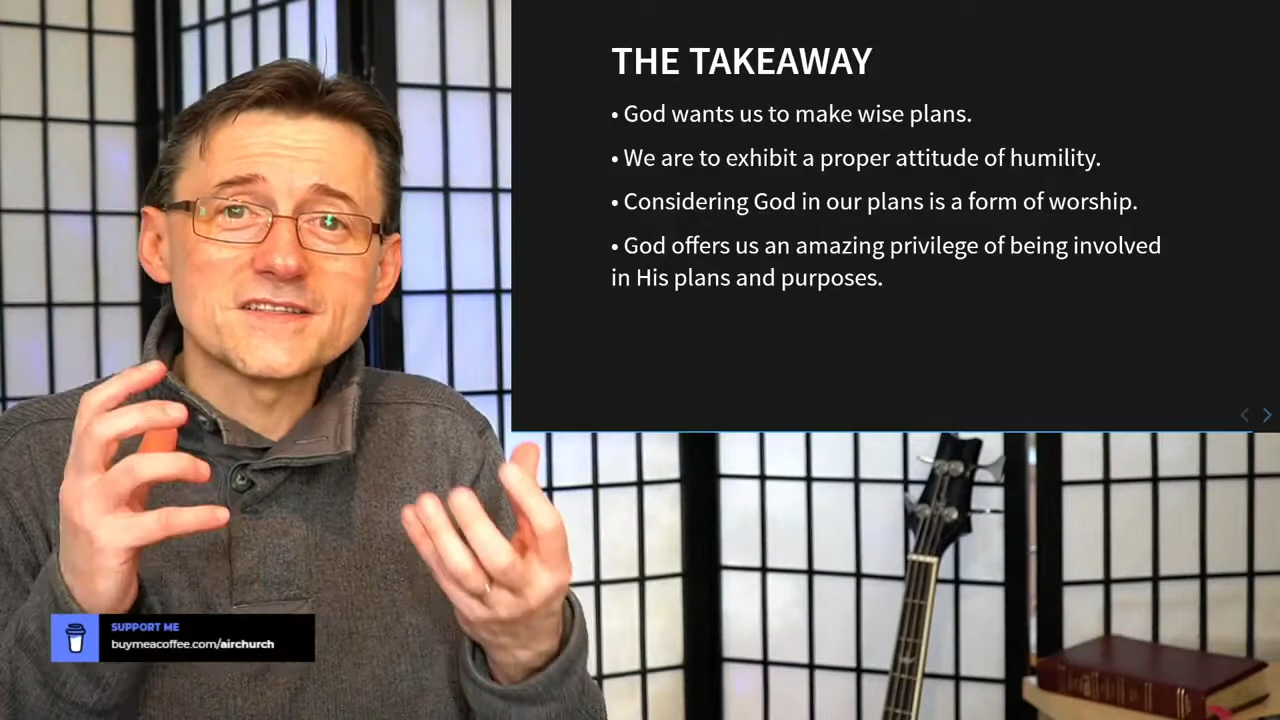 THE TAKEAWAY
• God wants us to make wise plans.
• We are to exhibit a proper attitude of humility.
• Considering God in our plans is a form of worship.
• God offers us an amazing privilege of being involved
in His plans and purposes.
SUPPORT ME
buymeacoffee.com/airchurch